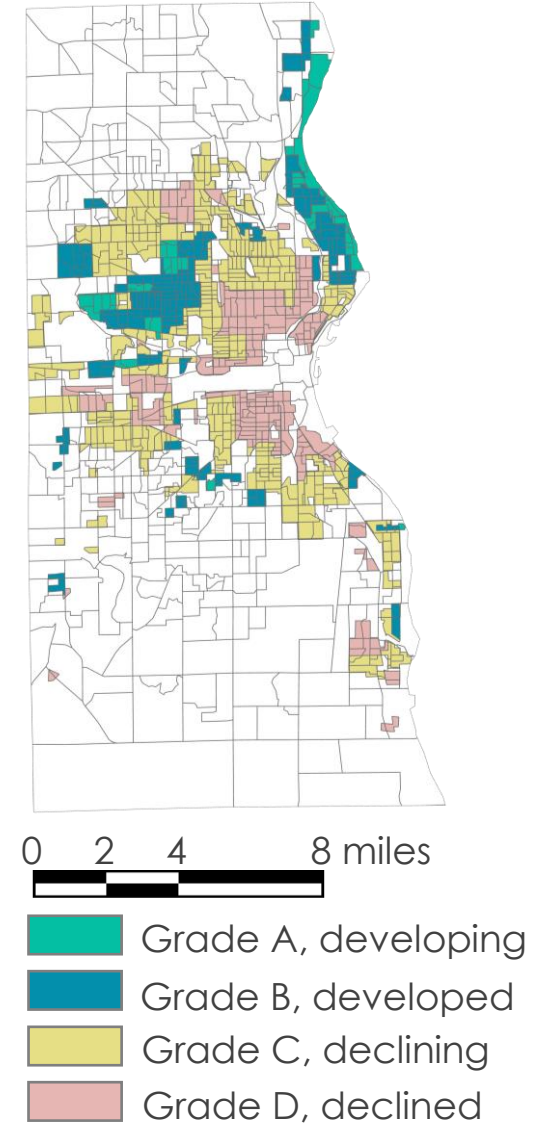 0 2 4 8 miles
Grade A, developing
Grade B, developed
Grade C, declining
Grade D, declined